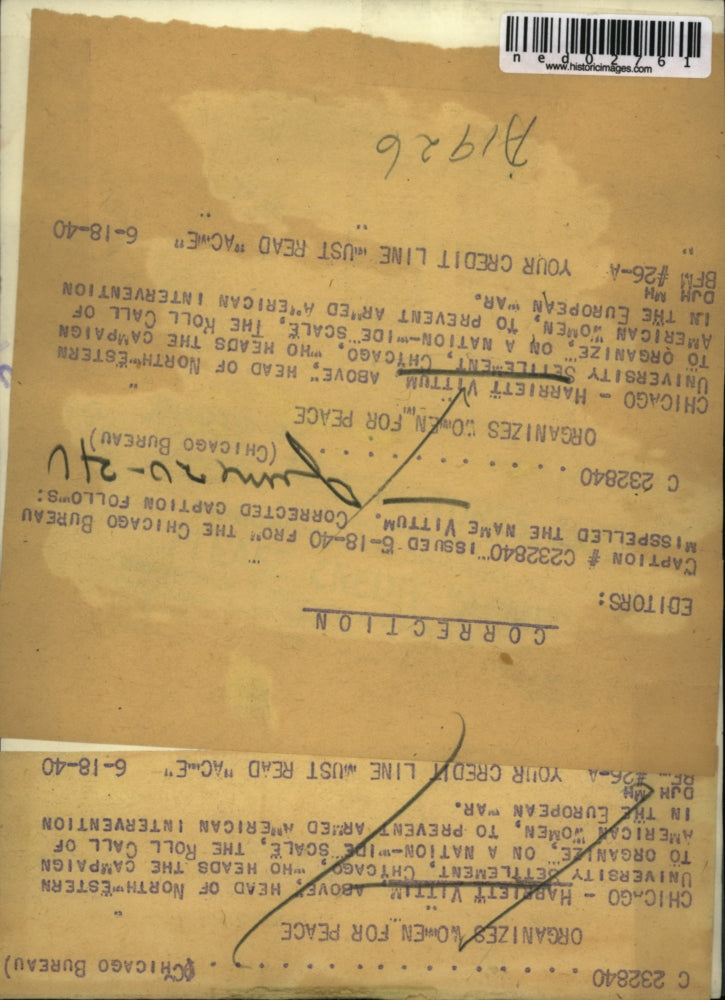 C 232840 . . . . . . . . . . . . . (CHICAGO BUREAU)
ORGANIZES WOMEN FOR PEACE
CHICAGO - HARRIETT VITTIM, ABOVE, HEAD OF NORTHWESTERN
UNIVERSITY SETTLEMENT, CHICAGO, WHO HEADS THE CAMPAIGN
TO ORGANIZE, ON A NATION-WIDE SCALE, THE ROLL CALL OF
AMERICAN WOMEN, TO PREVENT ARMED AMERICAN INTERVENTION
IN THE EUROPEAN WAR.
DJH MH
BFM #26-A YOUR CREDIT LINE MUST READ "ACME" 6-18-40
CORRECTION
EDITORS:
CAPTION # C232840 ISSUED 6-18-40 FROM THE CHICAGO BUREAU
MISSPELLED THE NAME VITTUM. CORRECTED CAPTION FOLLOWS:
June 20-40
C 232840 . . . . . . . . . . (CHICAGO BUREAU)
ORGANIZES WOMEN FOR PEACE
CHICAGO - HARRIETT VITTUM ABOVE, HEAD OF NORTHWESTERN
UNIVERSITY SETTLEMENT, CHICAGO, WHO HEADS THE CAMPAIGN
TO ORGANIZE, ON A NATION-WIDE SCALE, THE ROLL CALL OF
AMERICAN WOMEN, TO PREVENT ARMED AMERICAN INTERVENTION
IN THE EUROPEAN WAR.
DJH MH
BFM #26-A YOUR CREDIT LINE MUST READ "ACME" 6-18-40
A1926
ned02761
www.historicimages.com